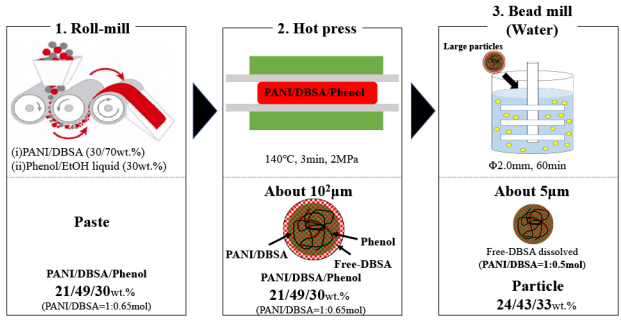 1. Roll-mill
(i)PANI/DBSA (30/70wt.%)
(ii)Phenol/EtOH liquid (30wt.%)
Paste
PANI/DBSA/Phenol
21/49/30wt.%
(PANI/DBSA=1:0.65mol)
2. Hot press
PANI/DBSA/Phenol
140℃, 3min, 2MPa
About 10²μm
Phenol
PANI/DBSA
Free-DBSA
PANI/DBSA/Phenol
21/49/30wt.%
(PANI/DBSA=1:0.65mol)
3. Bead mill
(Water)
Large particles
Φ2.0mm, 60min
About 5μm
Free-DBSA dissolved
(PANI/DBSA=1:0.5mol)
Particle
24/43/33wt.%